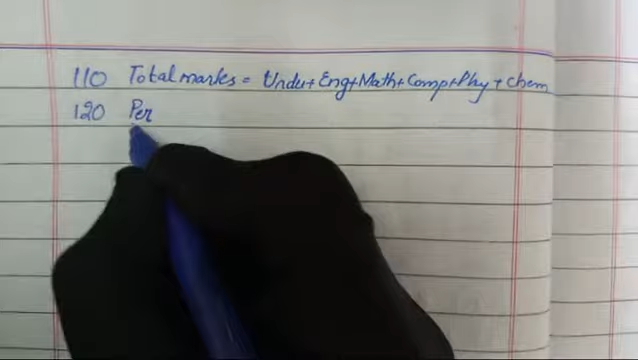 110 Total marks = Urdu+Eng+Math+Comp+Phy+chem
120 Per